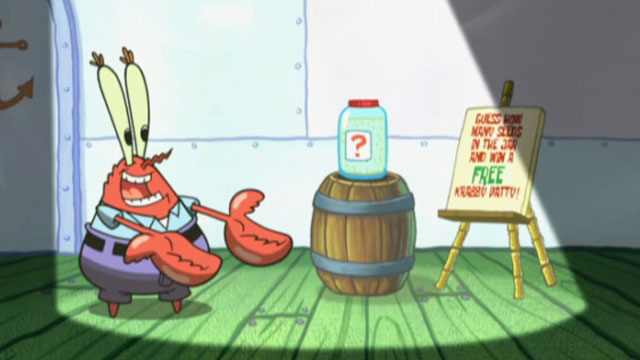 ?
GUESS HOW
MANY SEEDS
IN THE JAR
AND WIN A
FREE
KRABBY PATTY!